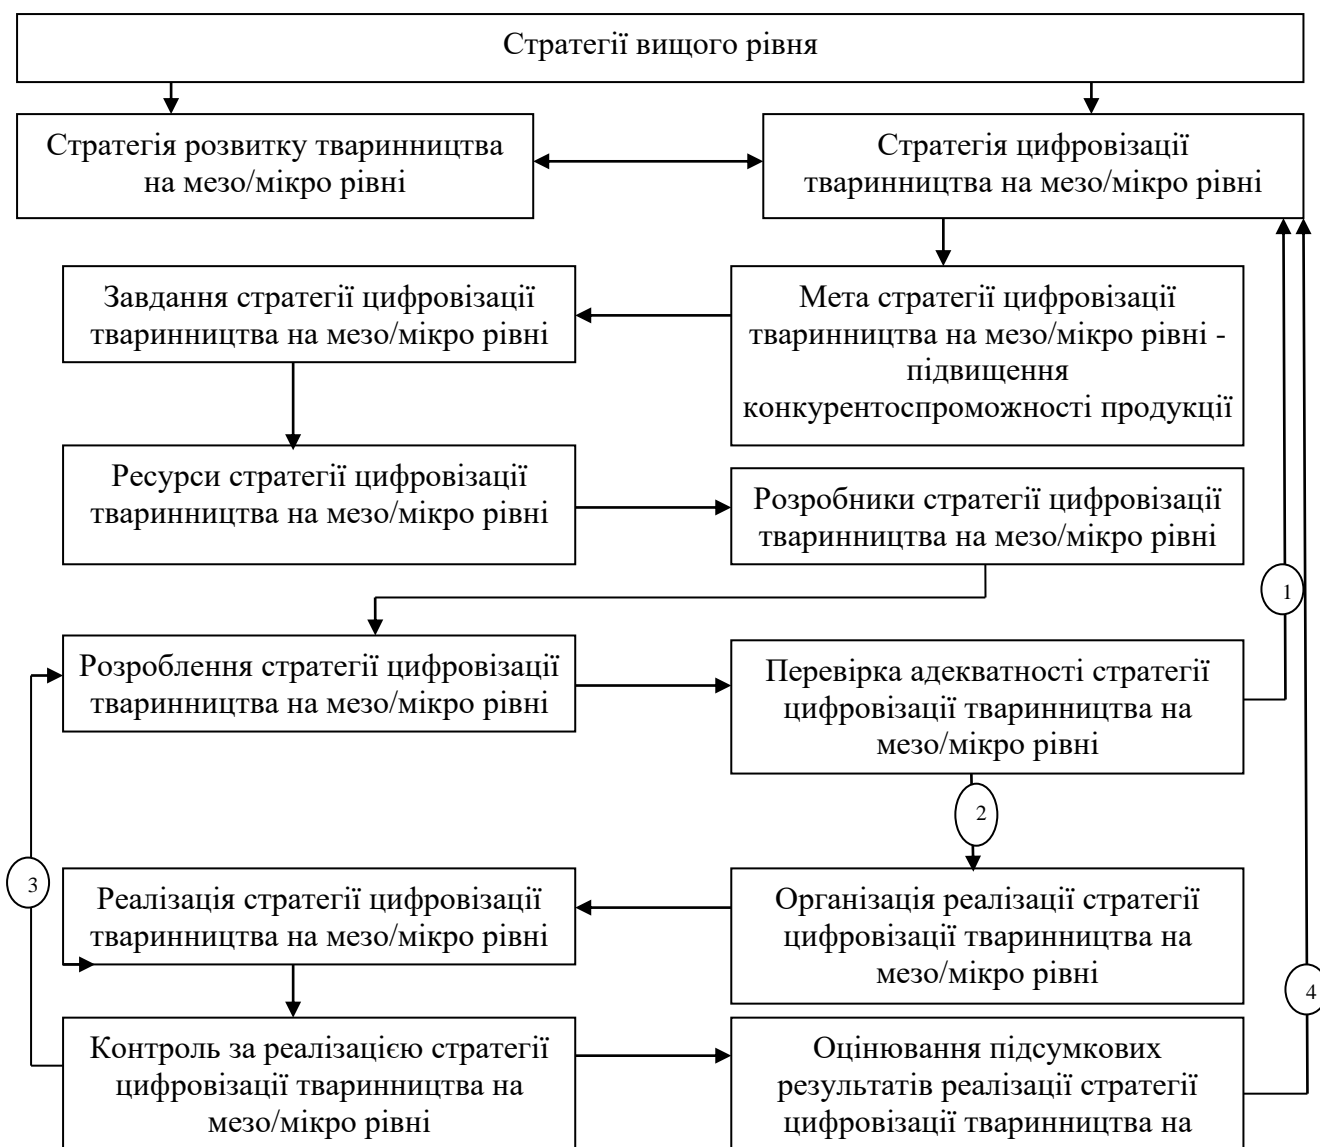 Стратегії вищого рівня
Стратегія розвитку тваринництва
на мезо/мікро рівні
Стратегія цифровізації
тваринництва на мезо/мікро рівні
Завдання стратегії цифровізації
тваринництва на мезо/мікро рівні
Мета стратегії цифровізації
тваринництва на мезо/мікро рівні -
підвищення
конкурентоспроможності продукції
Ресурси стратегії цифровізації
тваринництва на мезо/мікро рівні
Розробники стратегії цифровізації
тваринництва на мезо/мікро рівні
1
Розроблення стратегії цифровізації
тваринництва на мезо/мікро рівні
Перевірка адекватності стратегії
цифровізації тваринництва на
мезо/мікро рівні
2
3
Реалізація стратегії цифровізації
тваринництва на мезо/мікро рівні
Організація реалізації стратегії
цифровізації тваринництва на
мезо/мікро рівні
4
Контроль за реалізацією стратегії
цифровізації тваринництва на
мезо/мікро рівні
Оцінювання підсумкових
результатів реалізації стратегії
цифровізації тваринництва на